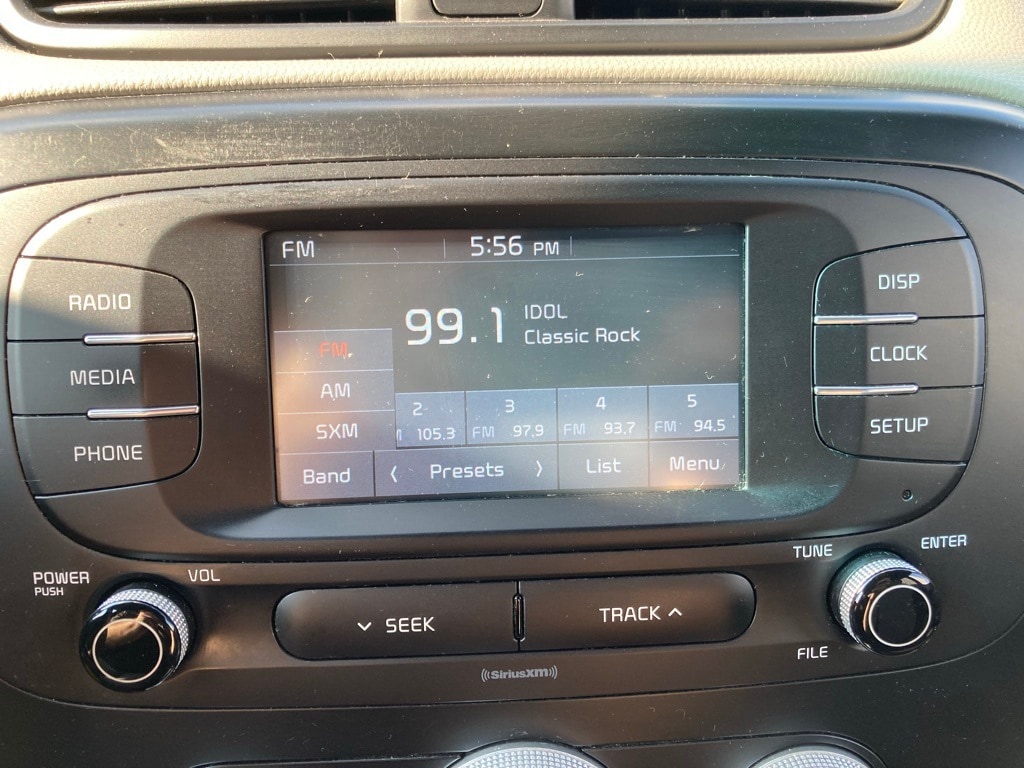 FM 5:56 PM
99.1 IDOL
Classic Rock
FM
AM
SXM
2 3 4 5
105.3 FM 97.9 FM 93.7 FM 94.5
Band < Presets > List Menu
RADIO
MEDIA
PHONE
DISP
CLOCK
SETUP
POWER
PUSH
VOL
SEEK
TRACK
TUNE
ENTER
FILE
SiriusXM